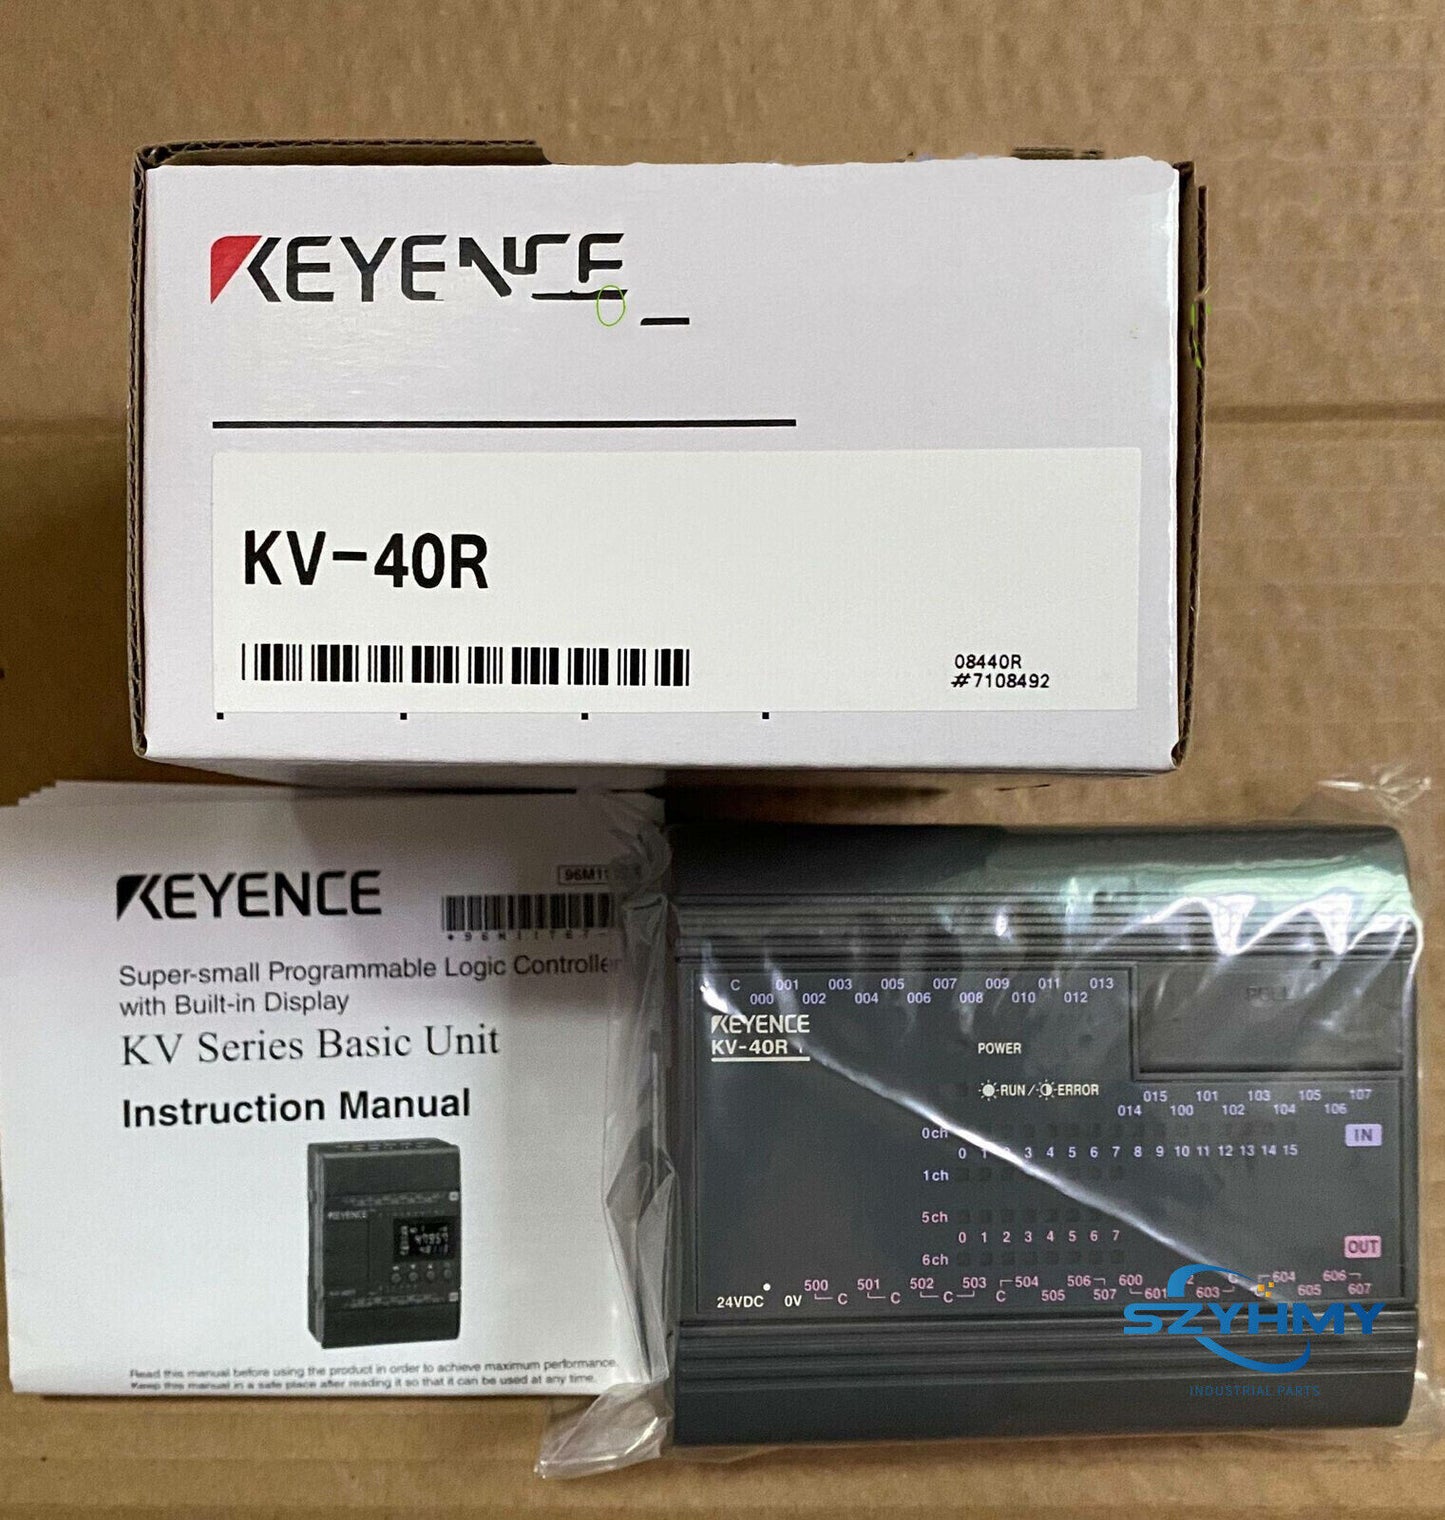 KEYENCE
KV-40R
08440R
#7108492
KEYENCE
Super-small Programmable Logic Controller
with Built-in Display
KV Series Basic Unit
Instruction Manual
KEYENCE
Read this manual before using the product in order to achieve maximum performance.
Keep this manual in a safe place after reading it so that it can be used at any time.
C 001 003 005 007 009 011 013
000 002 004 006 008 010 012
KEYENCE
KV-40R
POWER
RUN / ERROR
015 101 103 105 107
014 100 102 104 106
IN
0ch
0 1 2 3 4 5 6 7 8 9 10 11 12 13 14 15
1ch
5ch
0 1 2 3 4 5 6 7
6ch
OUT
500 501 502 503 504 506 600 C 604 606
24VDC 0V C C C C 505 507 601 603 C 605 607
SZYHMY
INDUSTRIAL PARTS